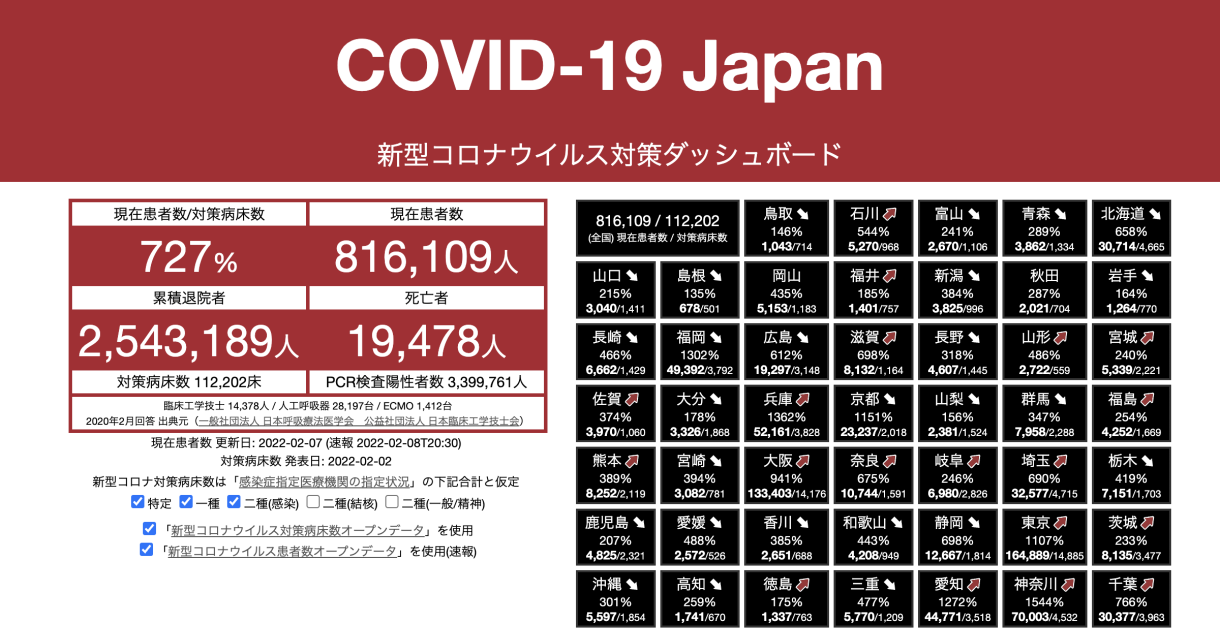 COVID-19 Japan
新型コロナウイルス対策ダッシュボード
現在患者数/対策病床数
現在患者数
727%
816,109人
累積退院者
死亡者
2,543,189人
19,478人
対策病床数 112,202床
PCR検査陽性者数 3,399,761人
臨床工学技士 14,378人 / 人工呼吸器 28,197台 / ECMO 1,412台
2020年2月回答 出典元（一般社団法人 日本呼吸療法医学会　公益社団法人 日本臨床工学技士会）
現在患者数 更新日: 2022-02-07 (速報 2022-02-08T20:30)
対策病床数 発表日: 2022-02-02
新型コロナ対策病床数は「感染症指定医療機関の指定状況」の下記合計と仮定
特定 一種 二種(感染) 二種(結核) 二種(一般/精神)
「新型コロナウイルス対策病床数オープンデータ」を使用
「新型コロナウイルス患者数オープンデータ」を使用(速報)
816,109 / 112,202
(全国) 現在患者数 / 対策病床数
鳥取
146%
1,043/714
石川
544%
5,270/968
富山
241%
2,670/1,106
青森
289%
3,862/1,334
北海道
658%
30,714/4,665
山口
215%
3,040/1,411
島根
135%
678/501
岡山
435%
5,153/1,183
福井
185%
1,401/757
新潟
384%
3,825/996
秋田
287%
2,021/704
岩手
164%
1,264/770
長崎
466%
6,662/1,429
福岡
1302%
49,392/3,792
広島
612%
19,297/3,148
滋賀
698%
8,132/1,164
長野
318%
4,607/1,445
山形
486%
2,722/559
宮城
240%
5,339/2,221
佐賀
374%
3,970/1,060
大分
178%
3,326/1,868
兵庫
1362%
52,161/3,828
京都
1151%
23,237/2,018
山梨
156%
2,381/1,524
群馬
347%
7,958/2,288
福島
254%
4,252/1,669
熊本
389%
8,252/2,119
宮崎
394%
3,082/781
大阪
941%
133,403/14,176
奈良
675%
10,744/1,591
岐阜
246%
6,980/2,826
埼玉
690%
32,577/4,715
栃木
419%
7,151/1,703
鹿児島
207%
4,825/2,321
愛媛
488%
2,572/526
香川
385%
2,651/688
和歌山
443%
4,208/949
静岡
698%
12,667/1,814
東京
1107%
164,889/14,885
茨城
233%
8,135/3,477
沖縄
301%
5,597/1,854
高知
259%
1,741/670
徳島
175%
1,337/763
三重
477%
5,770/1,209
愛知
1272%
44,771/3,518
神奈川
1544%
70,003/4,532
千葉
766%
30,377/3,963